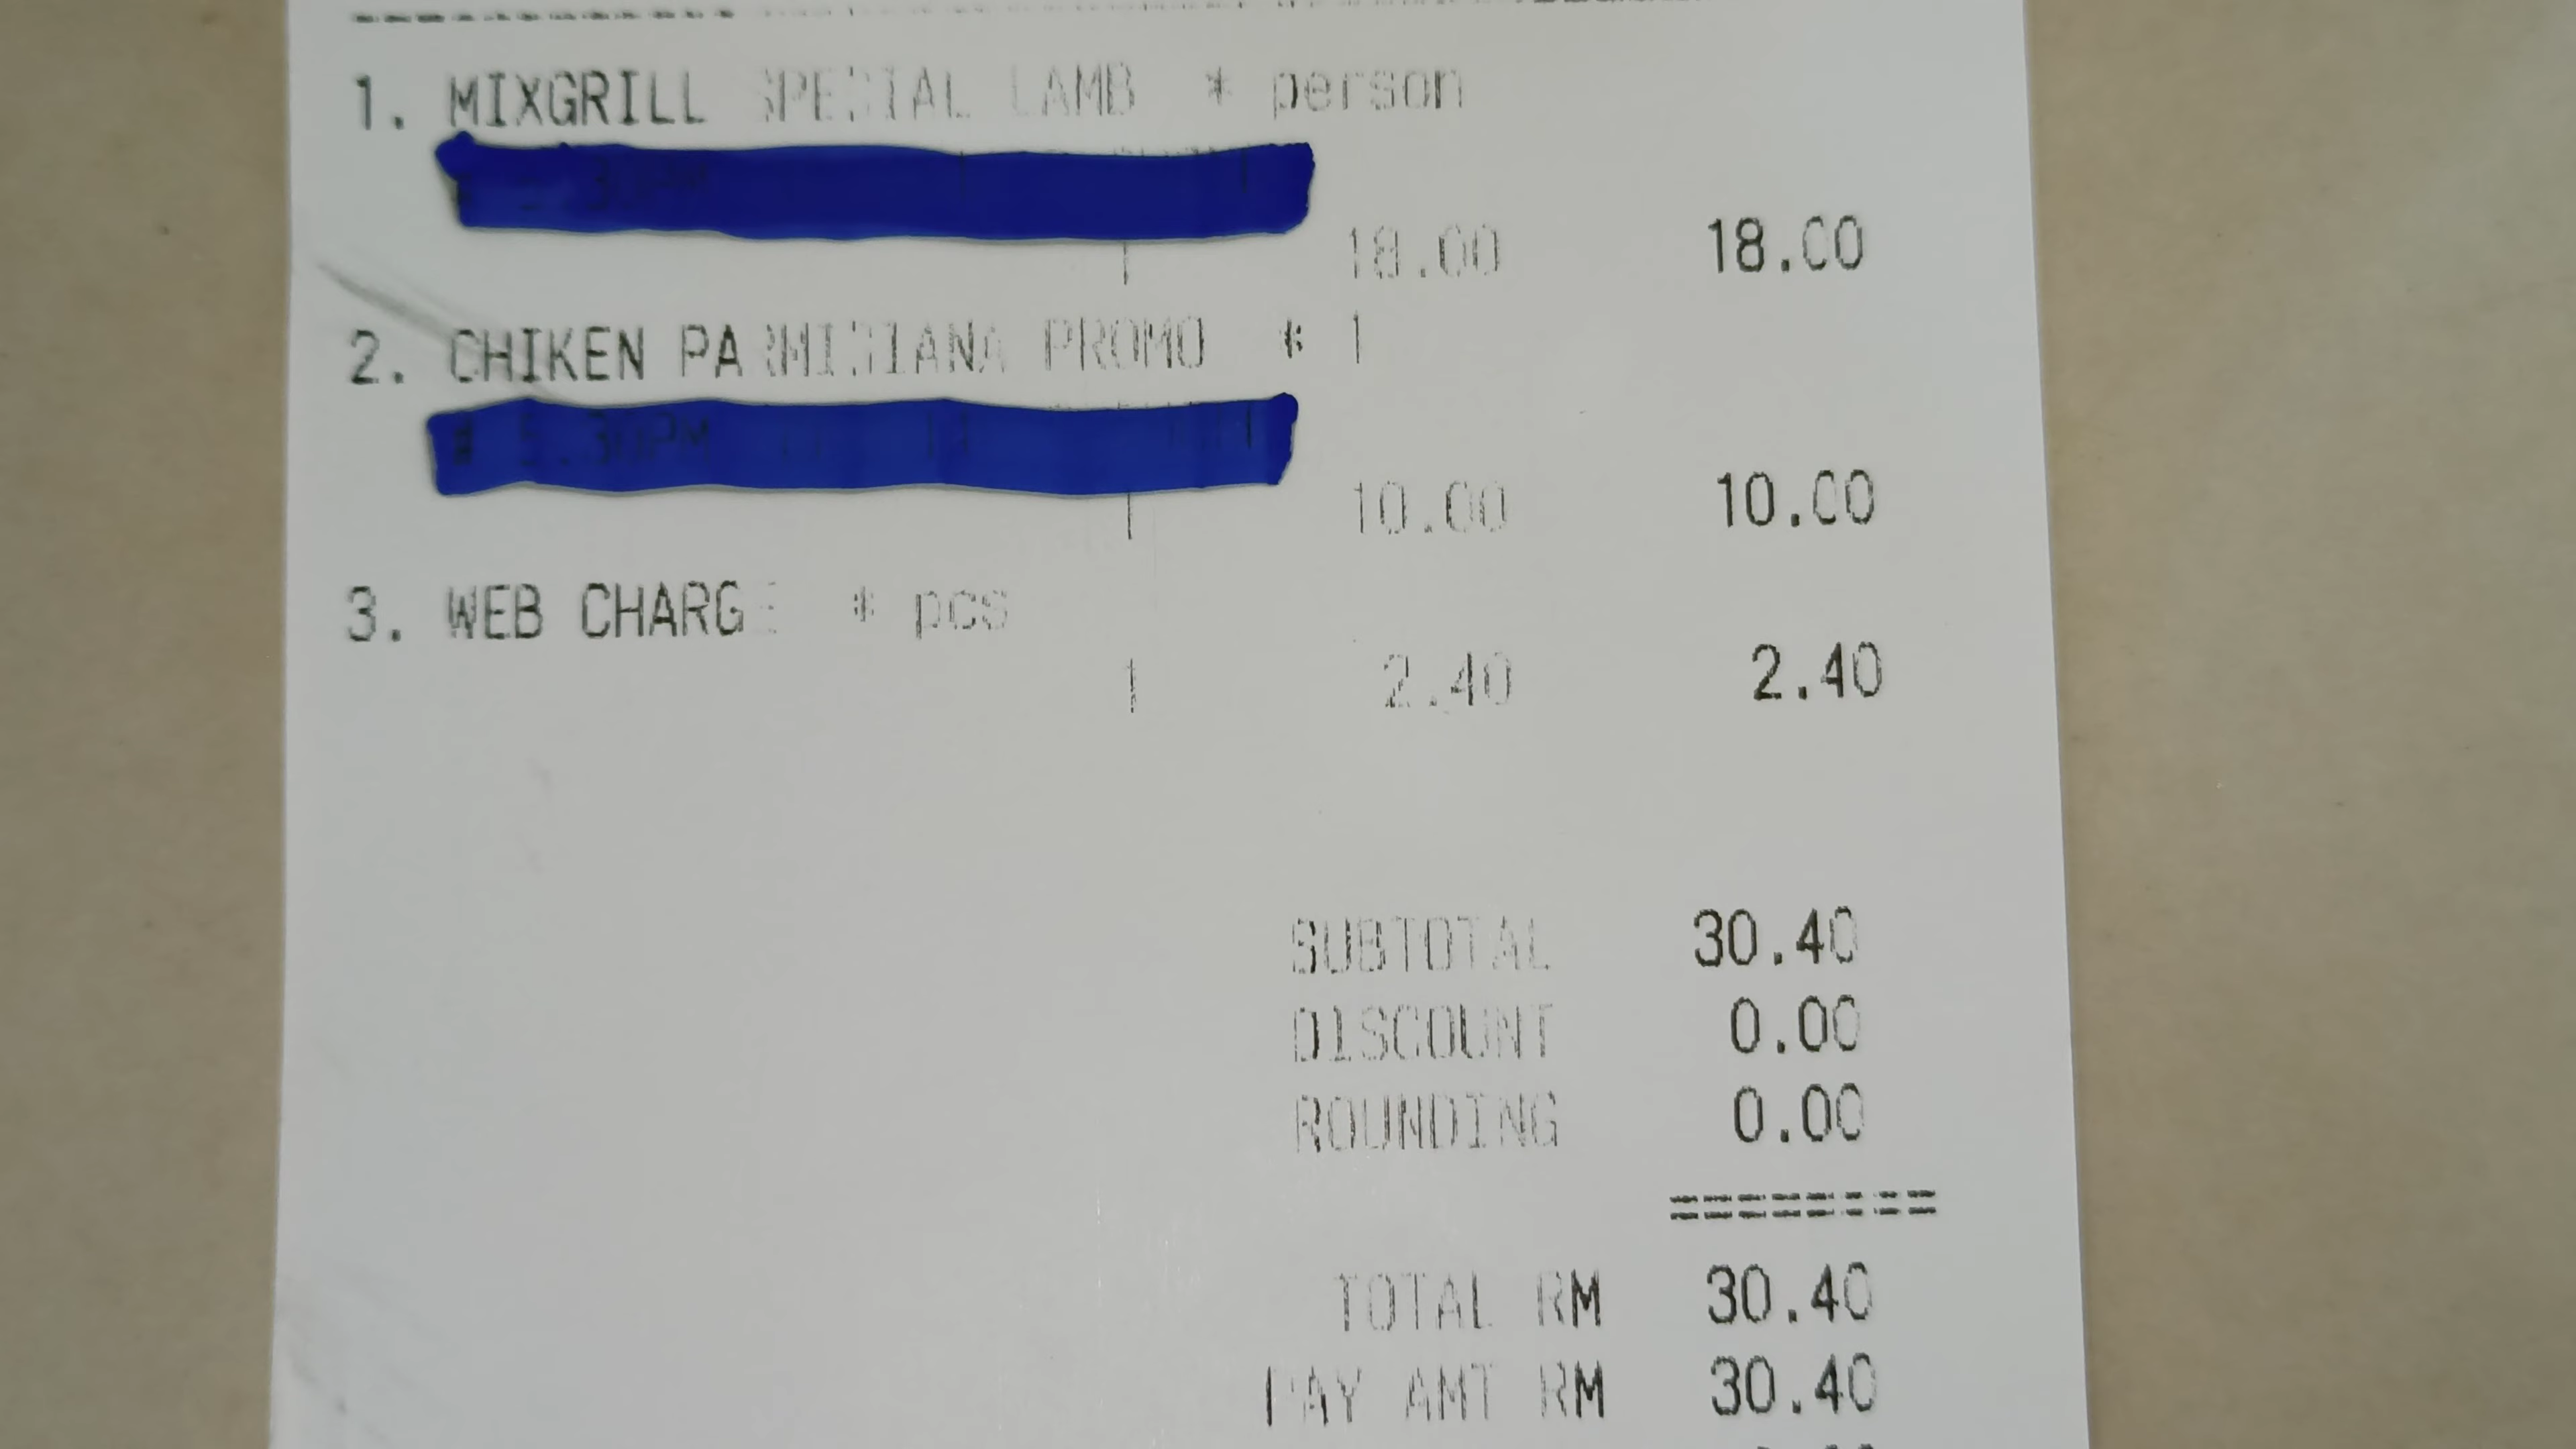 1. MIXGRILL SPECIAL LAMB * person
1 18.00 18.00
2. CHIKEN PARMIGIANA PROMO * 1
# 5.30PM
1 10.00 10.00
3. WEB CHARGE * pcs
1 2.40 2.40
SUBTOTAL 30.40
DISCOUNT 0.00
ROUNDING 0.00
========
TOTAL RM 30.40
PAY AMT RM 30.40